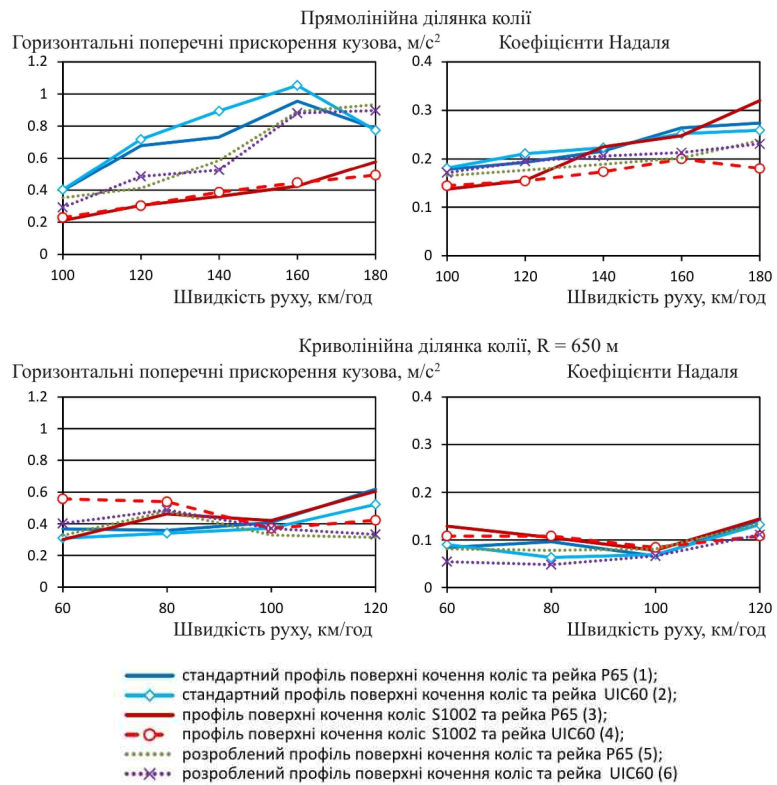 Прямолінійна ділянка колії
Горизонтальні поперечні прискорення кузова, м/с²
Коефіцієнти Надаля
1.2
1
0.8
0.6
0.4
0.2
0
100 120 140 160 180
Швидкість руху, км/год
0.4
0.3
0.2
0.1
0
100 120 140 160 180
Швидкість руху, км/год
Криволінійна ділянка колії, R = 650 м
Горизонтальні поперечні прискорення кузова, м/с²
Коефіцієнти Надаля
1.2
1
0.8
0.6
0.4
0.2
0
60 80 100 120
Швидкість руху, км/год
0.4
0.3
0.2
0.1
0
60 80 100 120
Швидкість руху, км/год
стандартний профіль поверхні кочення коліс та рейка Р65 (1);
стандартний профіль поверхні кочення коліс та рейка UIC60 (2);
профіль поверхні кочення коліс S1002 та рейка Р65 (3);
профіль поверхні кочення коліс S1002 та рейка UIC60 (4);
розроблений профіль поверхні кочення коліс та рейка Р65 (5);
розроблений профіль поверхні кочення коліс та рейка UIC60 (6)